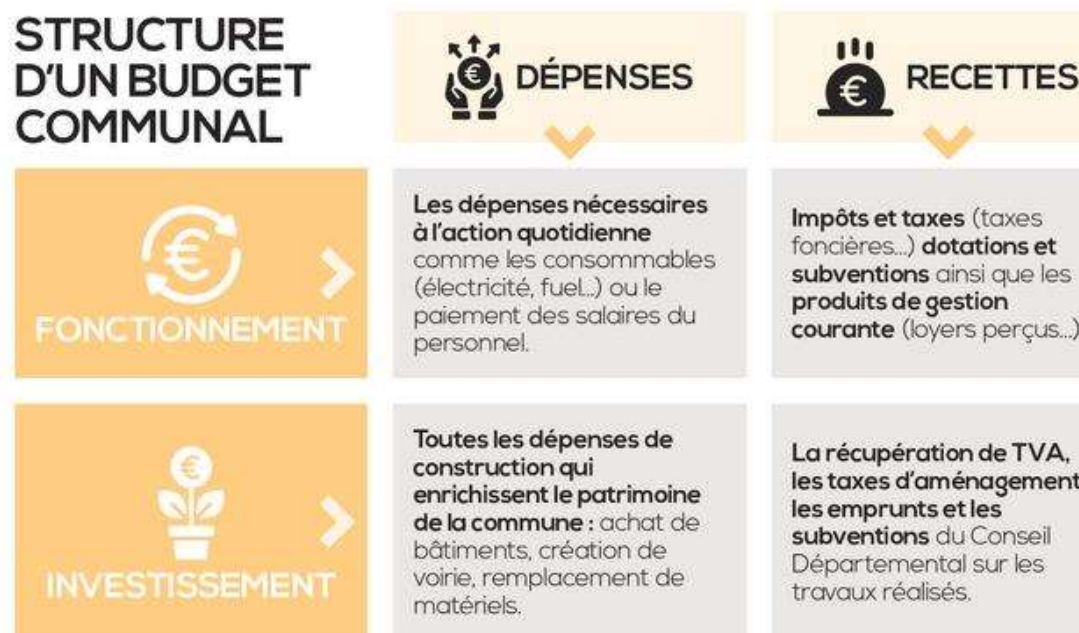 STRUCTURE
D'UN BUDGET
COMMUNAL
DÉPENSES
RECETTES
FONCTIONNEMENT
Les dépenses nécessaires
à l'action quotidienne
comme les consommables
(électricité, fuel...) ou le
paiement des salaires du
personnel.
Impôts et taxes (taxes
foncières...) dotations et
subventions ainsi que les
produits de gestion
courante (loyers perçus...)
INVESTISSEMENT
Toutes les dépenses de
construction qui
enrichissent le patrimoine
de la commune : achat de
bâtiments, création de
voirie, remplacement de
matériels.
La récupération de TVA,
les taxes d'aménagement
les emprunts et les
subventions du Conseil
Départemental sur les
travaux réalisés.